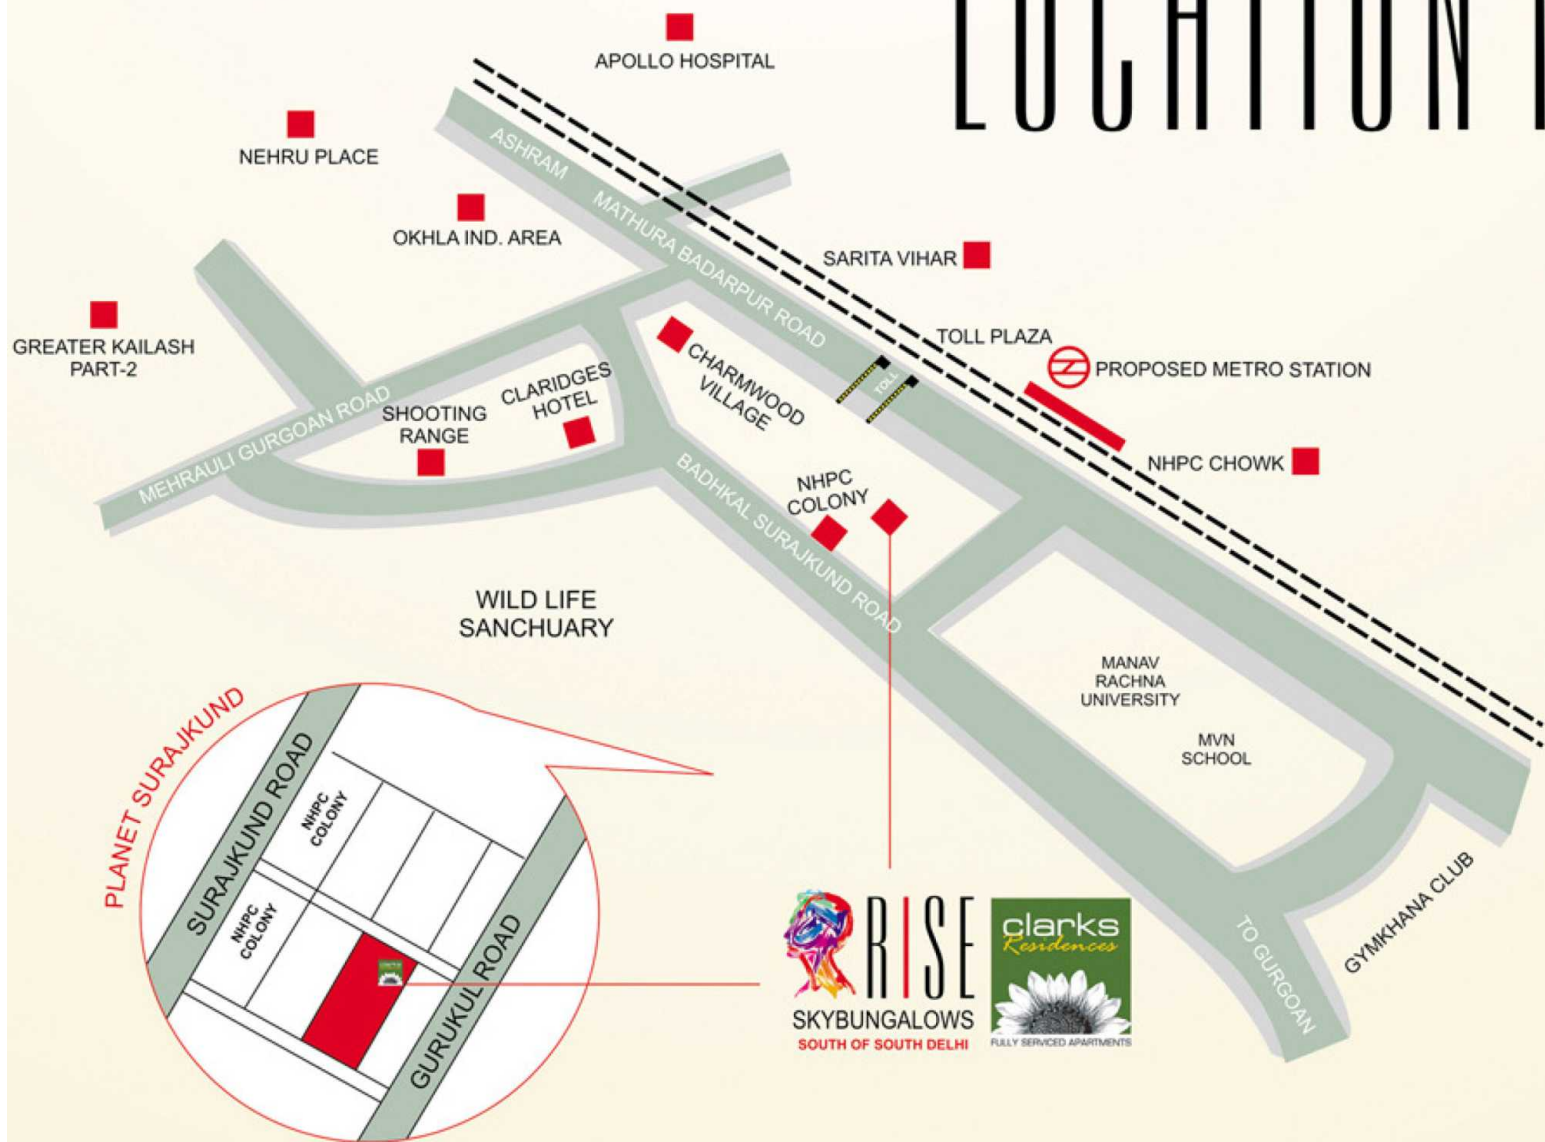 LOCATION
APOLLO HOSPITAL
NEHRU PLACE
ASHRAM
OKHLA IND. AREA
MATHURA BADARPUR ROAD
SARITA VIHAR
GREATER KAILASH
PART-2
TOLL PLAZA
PROPOSED METRO STATION
CHARMWOOD
VILLAGE
TOLL
CLARIDGES
HOTEL
SHOOTING
RANGE
MEHRAULI GURGOAN ROAD
NHPC CHOWK
NHPC
COLONY
BADHKAL SURAJKUND ROAD
WILD LIFE
SANCHUARY
MANAV
RACHNA
UNIVERSITY
MVN
SCHOOL
PLANET SURAJKUND
SURAJKUND ROAD
NHPC
COLONY
NHPC
COLONY
GURUKUL ROAD
RISE
SKYBUNGALOWS
SOUTH OF SOUTH DELHI
clarks
Residences
FULLY SERVICED APARTMENTS
TO GURGOAN
GYMKHANA CLUB